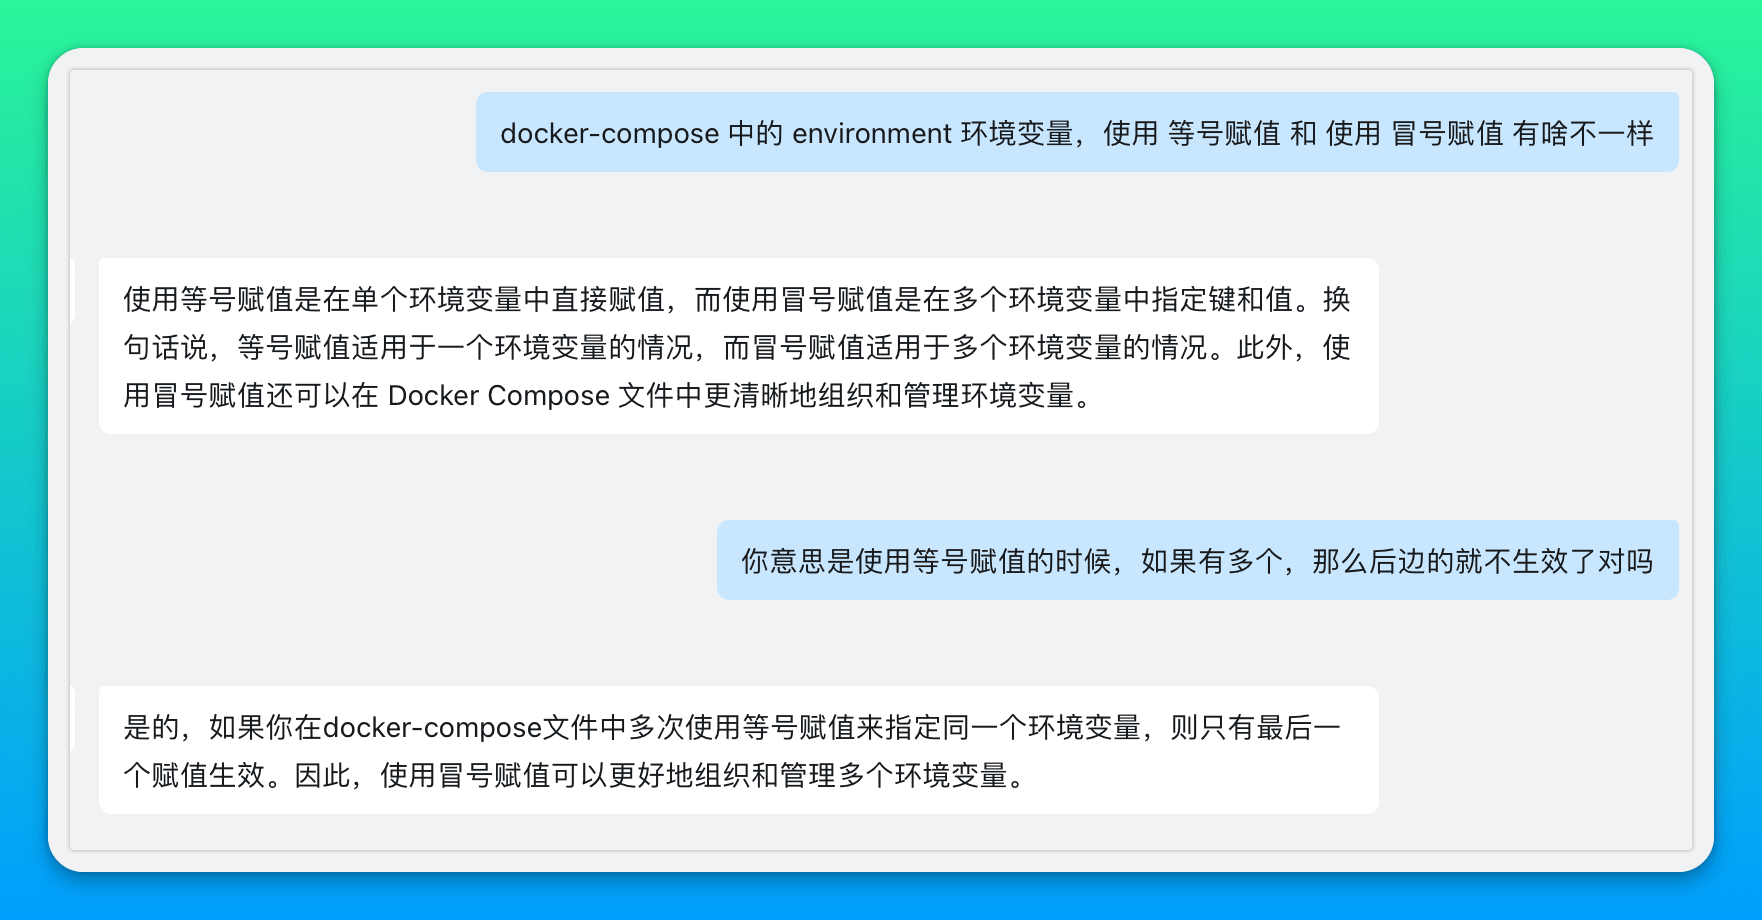 docker-compose 中的 environment 环境变量，使用 等号赋值 和 使用 冒号赋值 有啥不一样
使用等号赋值是在单个环境变量中直接赋值，而使用冒号赋值是在多个环境变量中指定键和值。换
句话说，等号赋值适用于一个环境变量的情况，而冒号赋值适用于多个环境变量的情况。此外，使
用冒号赋值还可以在 Docker Compose 文件中更清晰地组织和管理环境变量。
你意思是使用等号赋值的时候，如果有多个，那么后边的就不生效了对吗
是的，如果你在docker-compose文件中多次使用等号赋值来指定同一个环境变量，则只有最后一
个赋值生效。因此，使用冒号赋值可以更好地组织和管理多个环境变量。